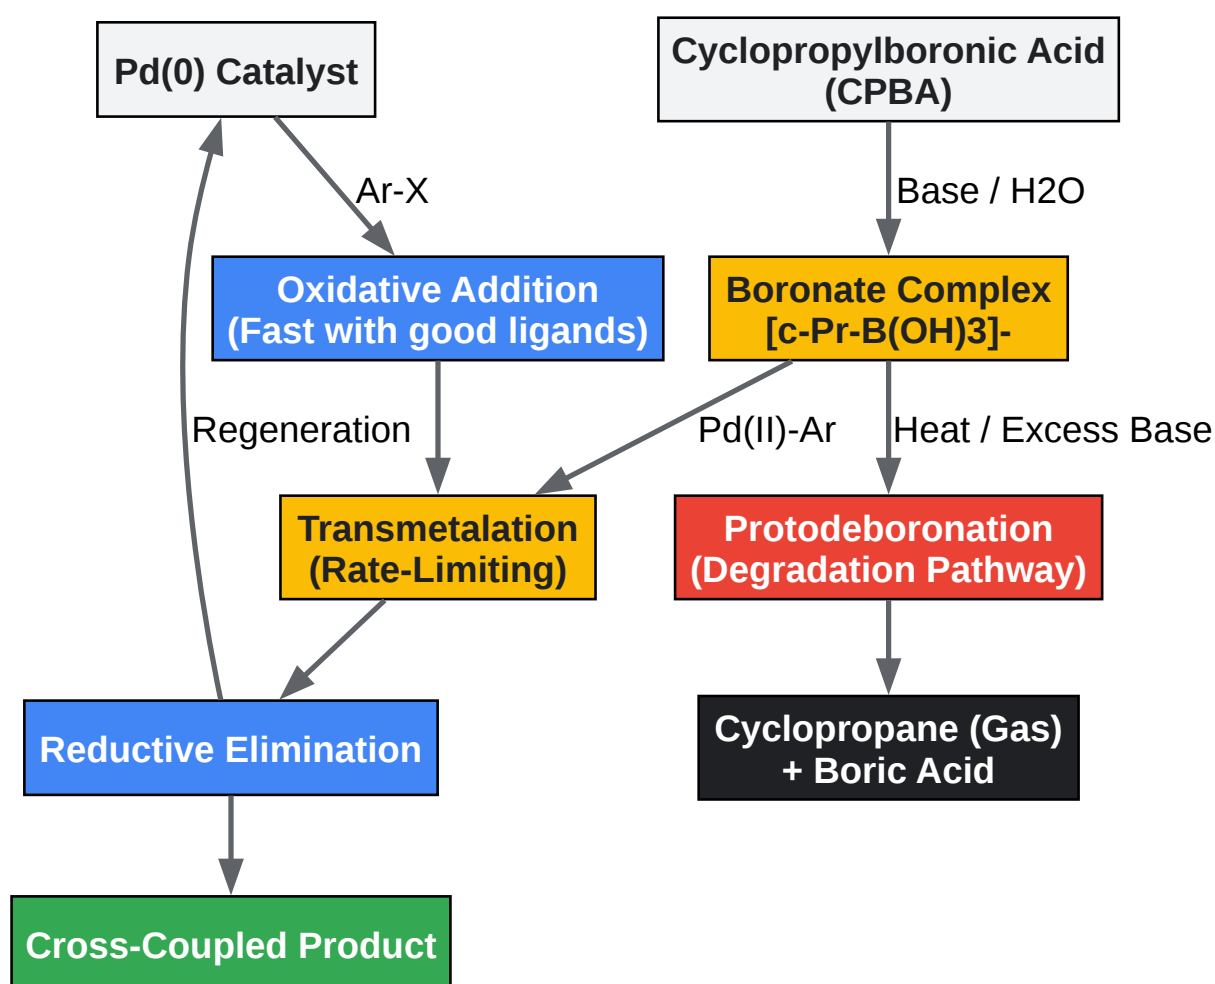 Pd(0) Catalyst
Cyclopropylboronic Acid
(CPBA)
Ar-X
Base / H2O
Oxidative Addition
(Fast with good ligands)
Boronate Complex
[c-Pr-B(OH)3]-
Regeneration
Pd(II)-Ar
Heat / Excess Base
Transmetalation
(Rate-Limiting)
Protodeboronation
(Degradation Pathway)
Reductive Elimination
Cyclopropane (Gas)
+ Boric Acid
Cross-Coupled Product